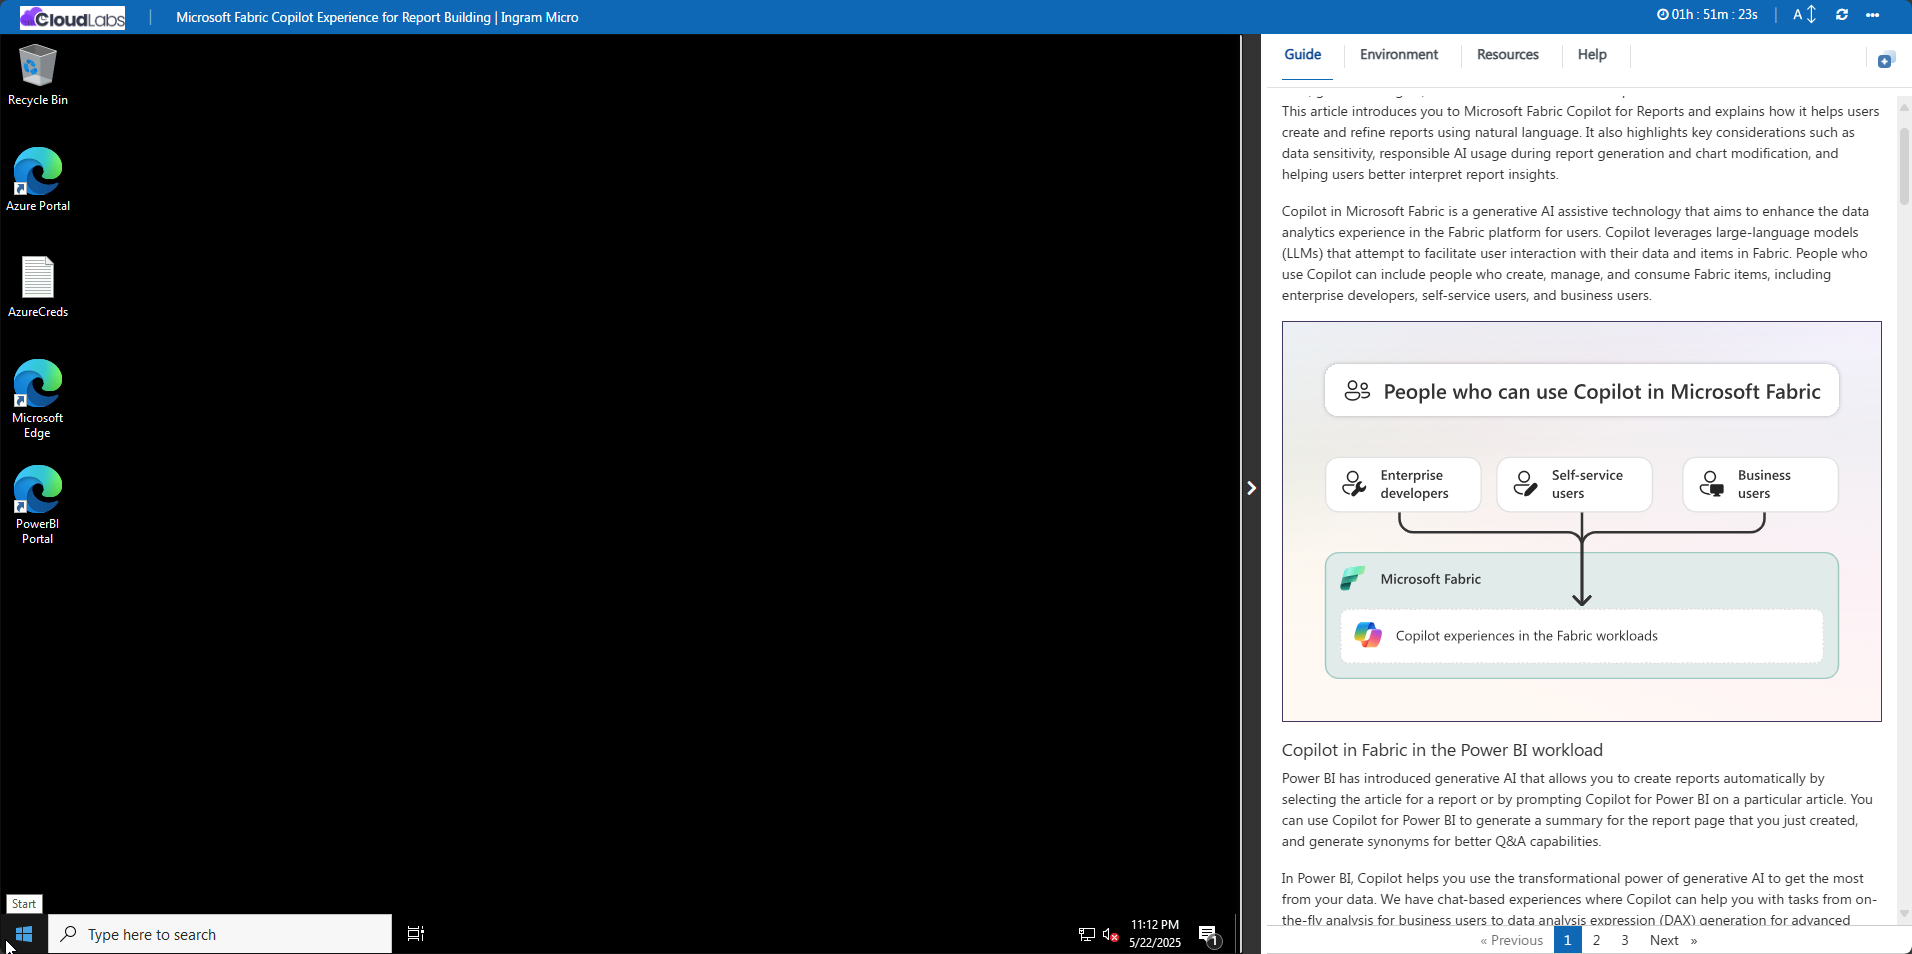 CloudLabs
Microsoft Fabric Copilot Experience for Report Building | Ingram Micro
01h : 51m : 23s
A
Recycle Bin
Azure Portal
AzureCreds
Microsoft
Edge
PowerBI
Portal
Start
Type here to search
11:12 PM
5/22/2025
1
Guide
Environment
Resources
Help
This article introduces you to Microsoft Fabric Copilot for Reports and explains how it helps users
create and refine reports using natural language. It also highlights key considerations such as
data sensitivity, responsible AI usage during report generation and chart modification, and
helping users better interpret report insights.
Copilot in Microsoft Fabric is a generative AI assistive technology that aims to enhance the data
analytics experience in the Fabric platform for users. Copilot leverages large-language models
(LLMs) that attempt to facilitate user interaction with their data and items in Fabric. People who
use Copilot can include people who create, manage, and consume Fabric items, including
enterprise developers, self-service users, and business users.
People who can use Copilot in Microsoft Fabric
Enterprise
developers
Self-service
users
Business
users
Microsoft Fabric
Copilot experiences in the Fabric workloads
Copilot in Fabric in the Power BI workload
Power BI has introduced generative AI that allows you to create reports automatically by
selecting the article for a report or by prompting Copilot for Power BI on a particular article. You
can use Copilot for Power BI to generate a summary for the report page that you just created,
and generate synonyms for better Q&A capabilities.
In Power BI, Copilot helps you use the transformational power of generative AI to get the most
from your data. We have chat-based experiences where Copilot can help you with tasks from on-
the-fly analysis for business users to data analysis expression (DAX) generation for advanced
« Previous
1
2
3
Next »